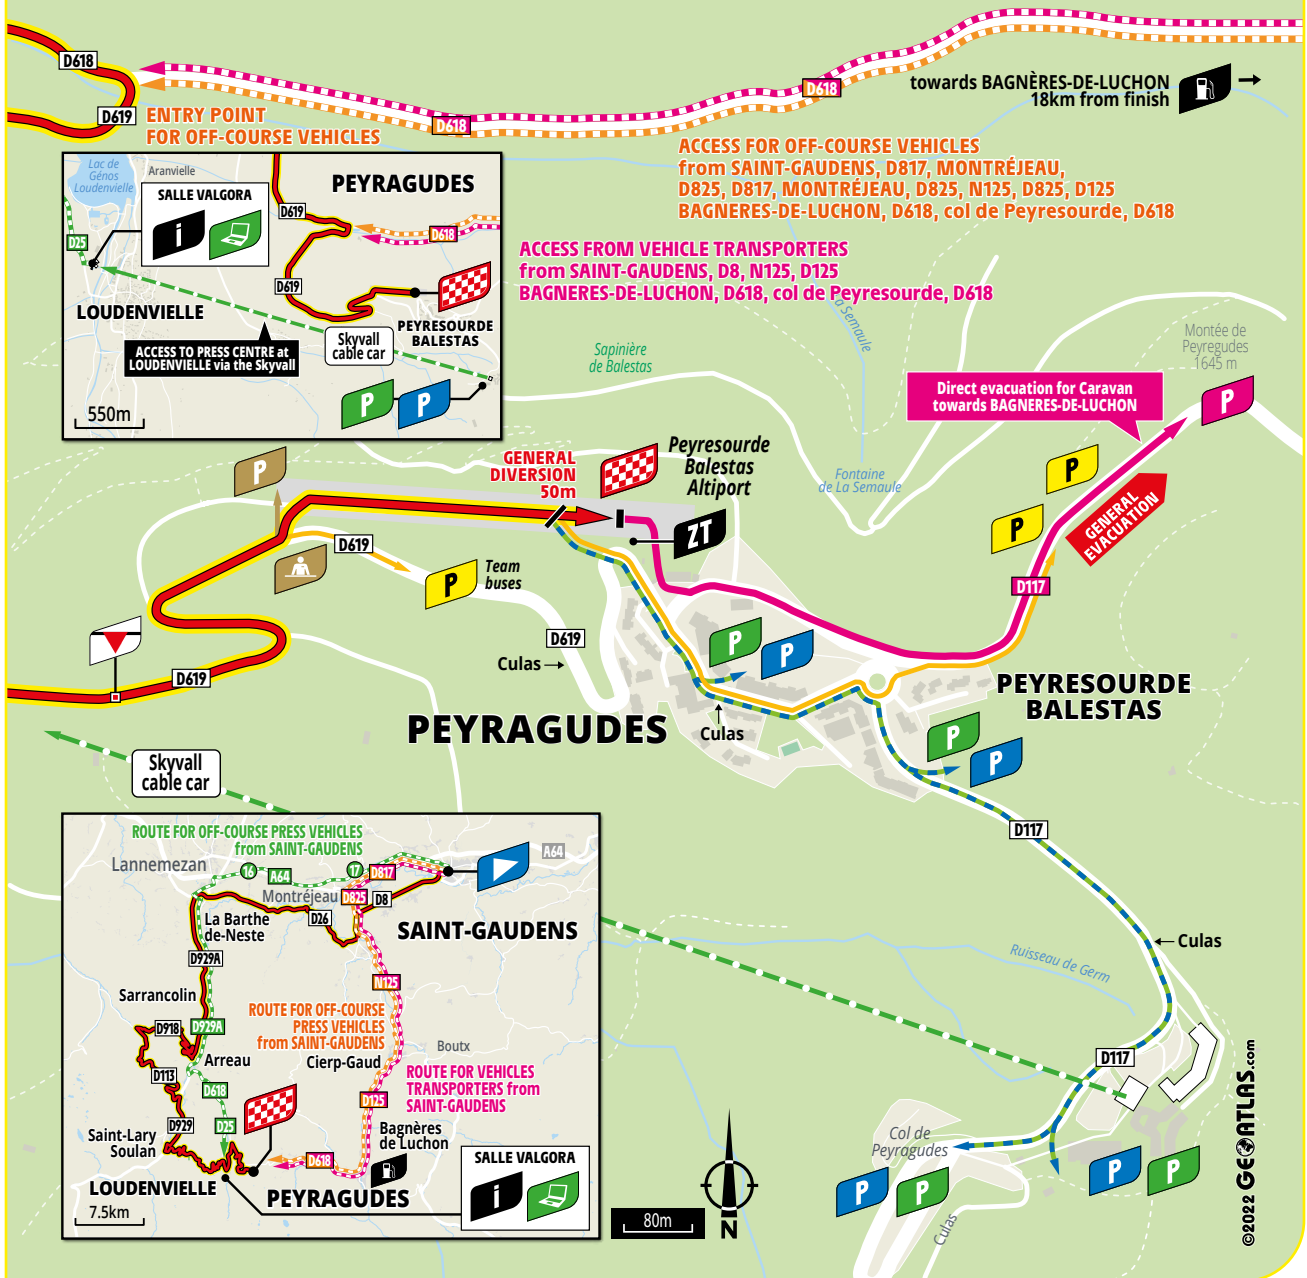 D618
D619
ENTRY POINT
FOR OFF-COURSE VEHICLES
D618
D618
towards BAGNÈRES-DE-LUCHON
18km from finish
ACCESS FOR OFF-COURSE VEHICLES
from SAINT-GAUDENS, D817, MONTRÉJEAU,
D825, D817, MONTRÉJEAU, D825, N125, D825, D125
BAGNERES-DE-LUCHON, D618, col de Peyresourde, D618
ACCESS FROM VEHICLE TRANSPORTERS
from SAINT-GAUDENS, D8, N125, D125
BAGNERES-DE-LUCHON, D618, col de Peyresourde, D618
Lac de
Génos
Loudenvielle
Aranvielle
SALLE VALGORA
i
D25
PEYRAGUDES
D619
D618
D619
LOUDENVIELLE
PEYRESOURDE
BALESTAS
Skyvall
cable car
ACCESS TO PRESS CENTRE at
LOUDENVIELLE via the Skyvall
P
P
550m
La Semaule
Sapinière
de Balestas
Montée de
Peyregudes
1645 m
Direct evacuation for Caravan
towards BAGNERES-DE-LUCHON
P
P
GENERAL
DIVERSION
50m
Peyresourde
Balestas
Altiport
Fontaine
de La Semaule
P
P
GENERAL
EVACUATION
ZT
D619
P
Team
buses
D117
D619
Culas
D619
P
P
PEYRAGUDES
Culas
PEYRESOURDE
BALESTAS
P
P
Skyvall
cable car
D117
Culas
Ruisseau de Germ
D117
Col de
Peyragudes
P
P
P
P
Culas
80m
N
©2022 GEOATLAS.com
ROUTE FOR OFF-COURSE PRESS VEHICLES
from SAINT-GAUDENS
Lannemezan
16
A64
17
D817
A64
Montréjeau
D825
D8
D26
La Barthe
de-Neste
SAINT-GAUDENS
D929A
N125
Sarrancolin
ROUTE FOR OFF-COURSE
PRESS VEHICLES
from SAINT-GAUDENS
D918
D929A
Boutx
Arreau
Cierp-Gaud
D113
ROUTE FOR VEHICLES
TRANSPORTERS from
SAINT-GAUDENS
D618
D125
D929
D25
Bagnères
de Luchon
Saint-Lary
Soulan
D618
SALLE VALGORA
i
LOUDENVIELLE
PEYRAGUDES
7.5km